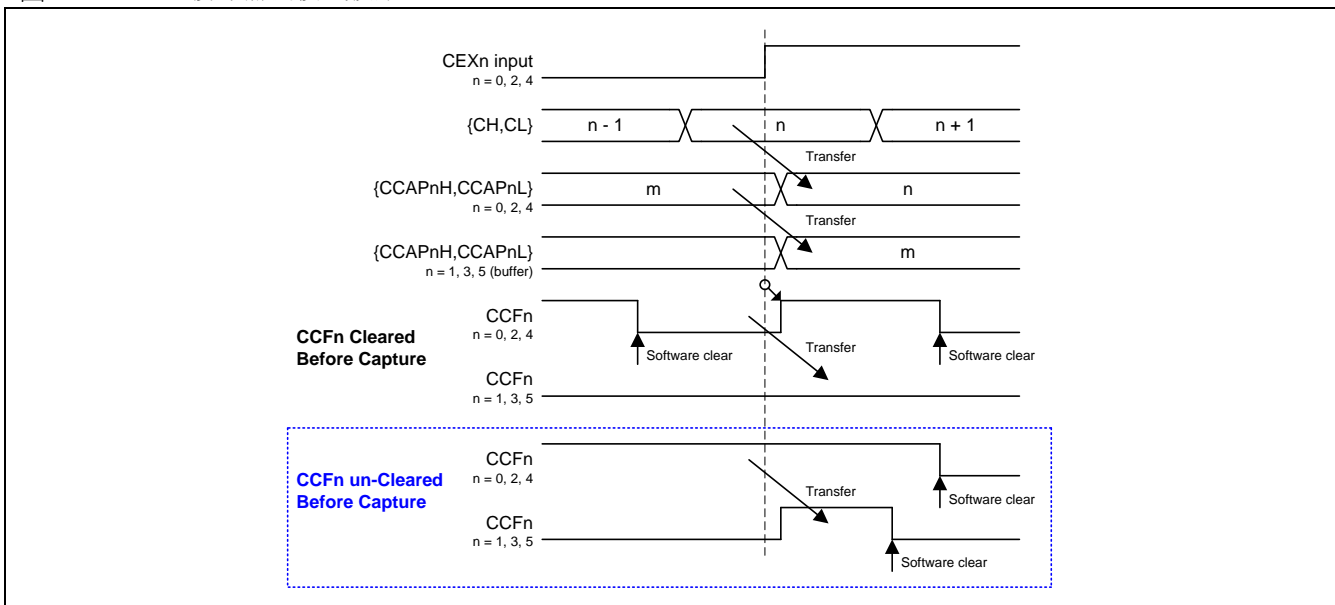 CEXn input
n = 0, 2, 4
{CH,CL}
n - 1
n
n + 1
Transfer
{CCAPnH,CCAPnL}
n = 0, 2, 4
m
n
Transfer
{CCAPnH,CCAPnL}
n = 1, 3, 5 (buffer)
m
CCFn Cleared
Before Capture
CCFn
n = 0, 2, 4
Software clear
Transfer
Software clear
CCFn
n = 1, 3, 5
CCFn un-Cleared
Before Capture
CCFn
n = 0, 2, 4
Transfer
Software clear
CCFn
n = 1, 3, 5
Software clear